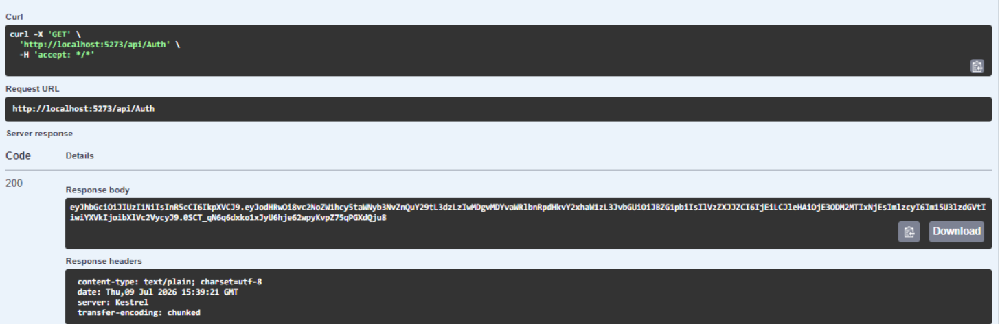 Curl
curl -X 'GET' \
'http://localhost:5273/api/Auth' \
-H 'accept: */*'
Request URL
http://localhost:5273/api/Auth
Server response
Code Details
200
Response body
eyJhbGciOiJIUzI1NiIsInR5cCI6IkpXVCJ9.eyJodHRwOi8vc2NoZW1hcy5taWNyb3NvZnQuY29tL3dzLzIwMDgvMDYvaWRlbnRpdHkvY2xhaW1zL3JvbGUiOiJBZG1pbiIsIlVzZXJJZCI6IjEiLCJleHAiOjE3ODM2MTIxNjEsImlzcyI6Im15U3lzdGVtI
iwiYXVkIjoibXlVc2VycyJ9.0SCT_qN6q6dxko1xJyU6hje62wpyKvpZ75qPGXdQju8
Download
Response headers
content-type: text/plain; charset=utf-8
date: Thu,09 Jul 2026 15:39:21 GMT
server: Kestrel
transfer-encoding: chunked